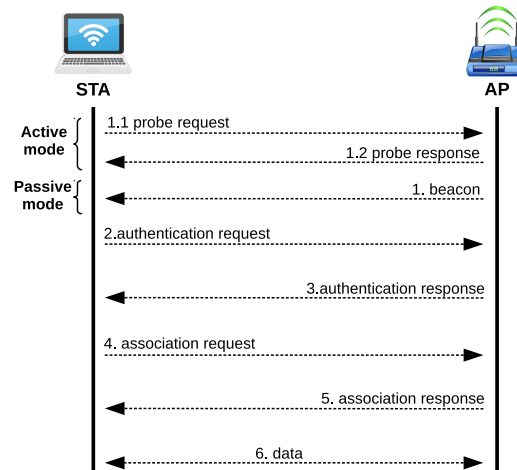 STA
AP
Active
mode
1.1 probe request
1.2 probe response
Passive
mode
1. beacon
2.authentication request
3.authentication response
4. association request
5. association response
6. data